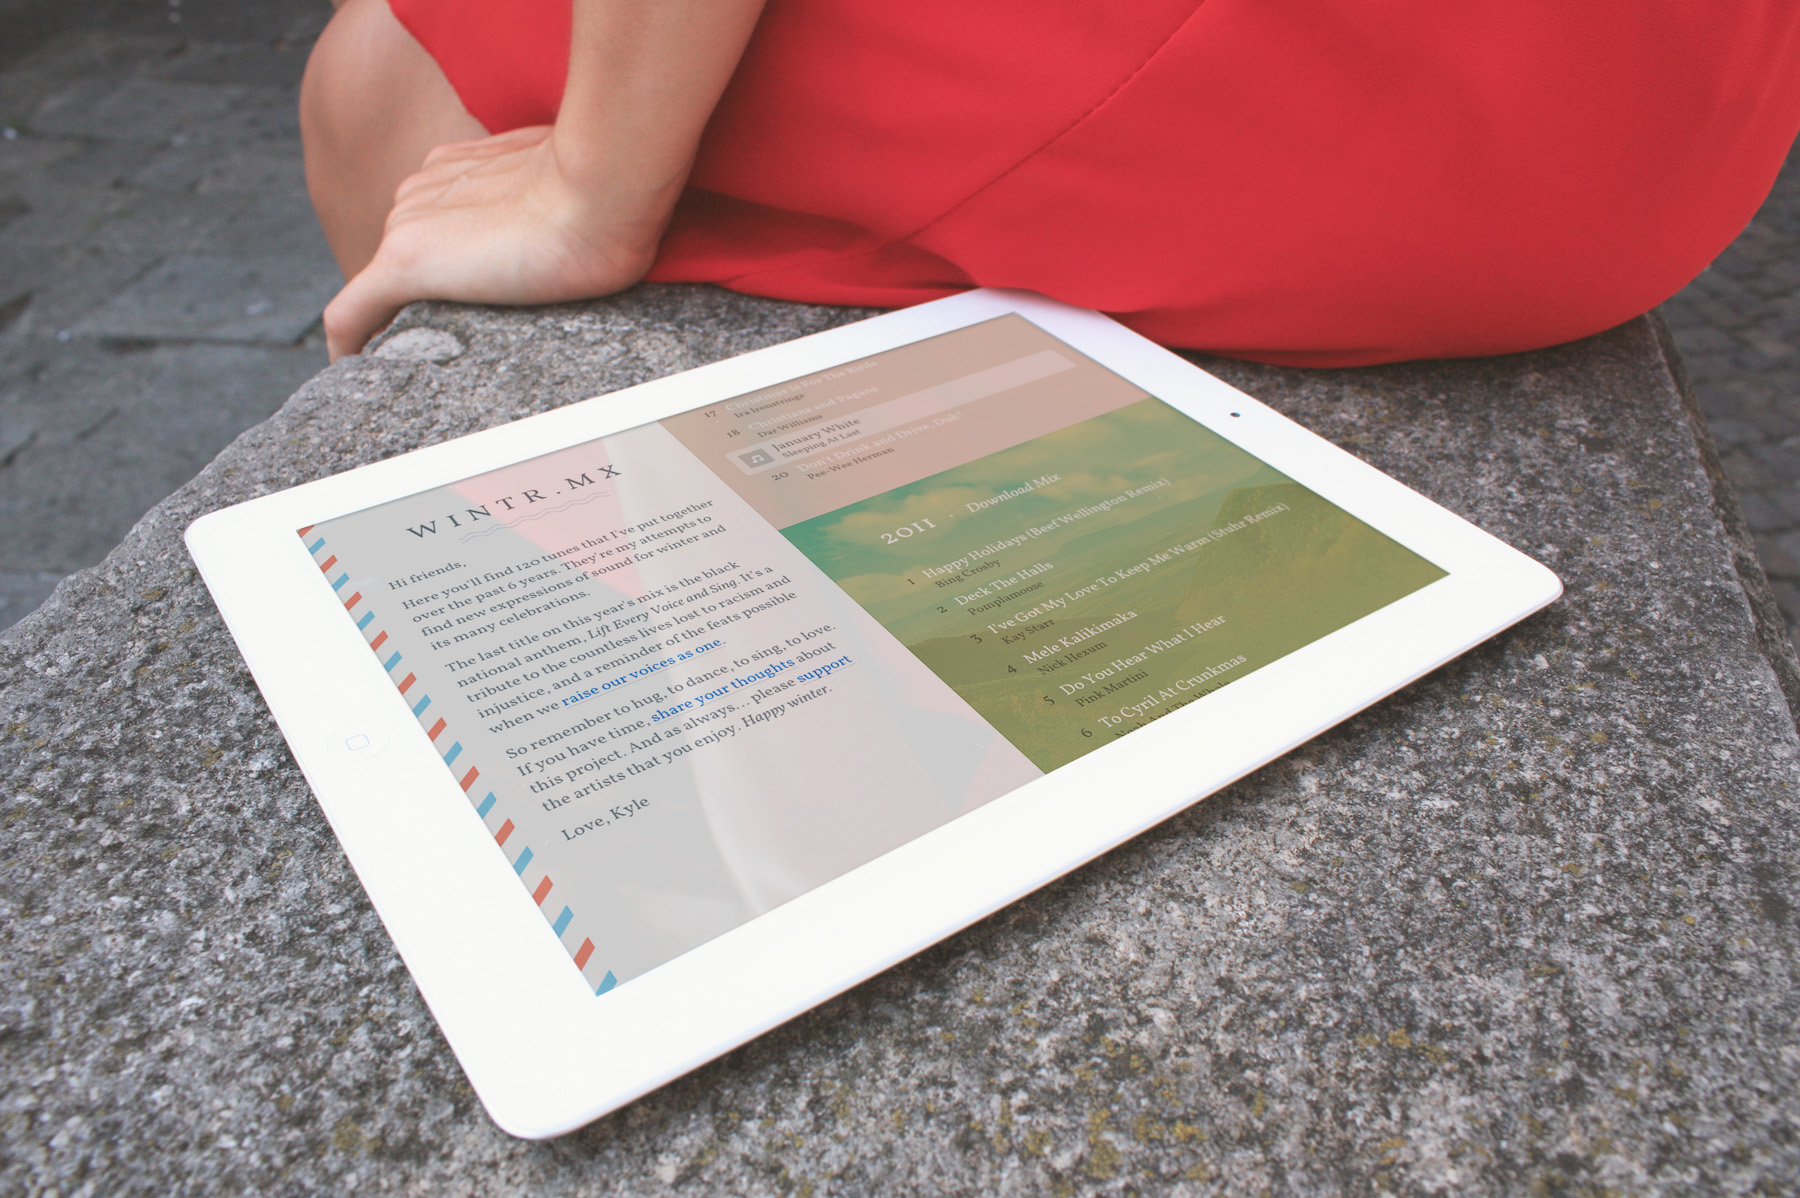 WINTR.MX
Hi friends,
Here you'll find 120 tunes that I've put together
over the past 6 years. They're my attempts to
find new expressions of sound for winter and
its many celebrations.
The last title on this year's mix is the black
national anthem, Lift Every Voice and Sing. It's a
tribute to the countless lives lost to racism and
injustice, and a reminder of the feats possible
when we raise our voices as one.
So remember to hug, to dance, to sing, to love.
If you have time, share your thoughts about
this project. And as always... please support
the artists that you enjoy. Happy winter.
Love, Kyle
17 Christmas is For The Birds
Ira Ironstrings
18 Christians and Pagans
Dar Williams
January White
Sleeping At Last
20 Don't Drink and Drive, Duh!
Pee-Wee Herman
2011 · Download Mix
1 Happy Holidays (Beef Wellington Remix)
Bing Crosby
2 Deck The Halls
Pomplamoose
3 I've Got My Love To Keep Me Warm (Stuhr Remix)
Kay Starr
4 Mele Kalikimaka
Nick Hexum
5 Do You Hear What I Hear
Pink Martini
6 To Cyril At Crunkmas